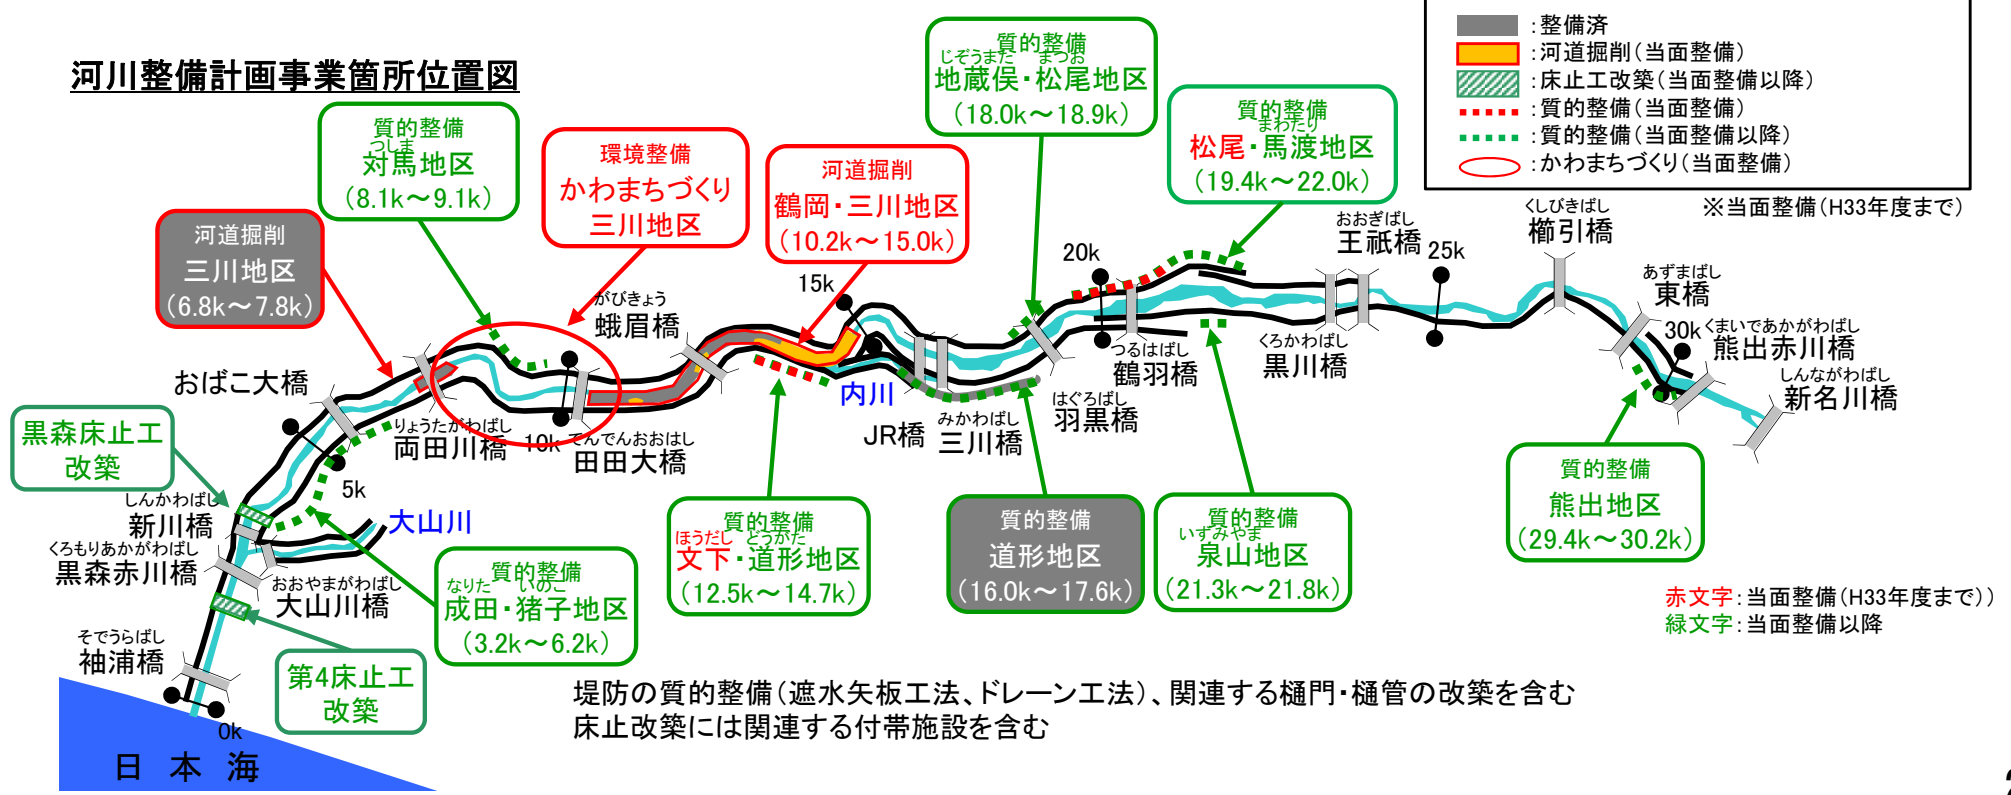 河川整備計画事業箇所位置図
：整備済
：河道掘削（当面整備）
：床止工改築（当面整備以降）
：質的整備（当面整備）
：質的整備（当面整備以降）
：かわまちづくり（当面整備）
※当面整備（H33年度まで）
質的整備
じぞうまた まつお
地蔵俣・松尾地区
（18.0k～18.9k）
質的整備
まわたり
松尾・馬渡地区
（19.4k～22.0k）
質的整備
つしま
対馬地区
（8.1k～9.1k）
環境整備
かわまちづくり
三川地区
河道掘削
鶴岡・三川地区
（10.2k～15.0k）
河道掘削
三川地区
（6.8k～7.8k）
がびきょう
蛾眉橋
15k
20k
おおぎばし
王祇橋
25k
くしびきばし
櫛引橋
あずまばし
東橋
30k
くまいであかがわばし
熊出赤川橋
しんながわばし
新名川橋
くろかわばし
黒川橋
つるはばし
鶴羽橋
はぐろばし
羽黒橋
みかわばし
三川橋
JR橋
内川
おばこ大橋
りょうたがわばし
両田川橋
10k
てんでんおおはし
田田大橋
黒森床止工
改築
5k
しんかわばし
新川橋
大山川
くろもりあかがわばし
黒森赤川橋
おおやまがわばし
大山川橋
そでうらばし
袖浦橋
質的整備
なりた いのこ
成田・猪子地区
（3.2k～6.2k）
質的整備
ほうだし どうがた
文下・道形地区
（12.5k～14.7k）
質的整備
道形地区
（16.0k～17.6k）
質的整備
いずみやま
泉山地区
（21.3k～21.8k）
質的整備
熊出地区
（29.4k～30.2k）
第4床止工
改築
0k
日 本 海
赤文字：当面整備（H33年度まで））
緑文字：当面整備以降
堤防の質的整備（遮水矢板工法、ドレーン工法）、関連する樋門・樋管の改築を含む
床止改築には関連する付帯施設を含む